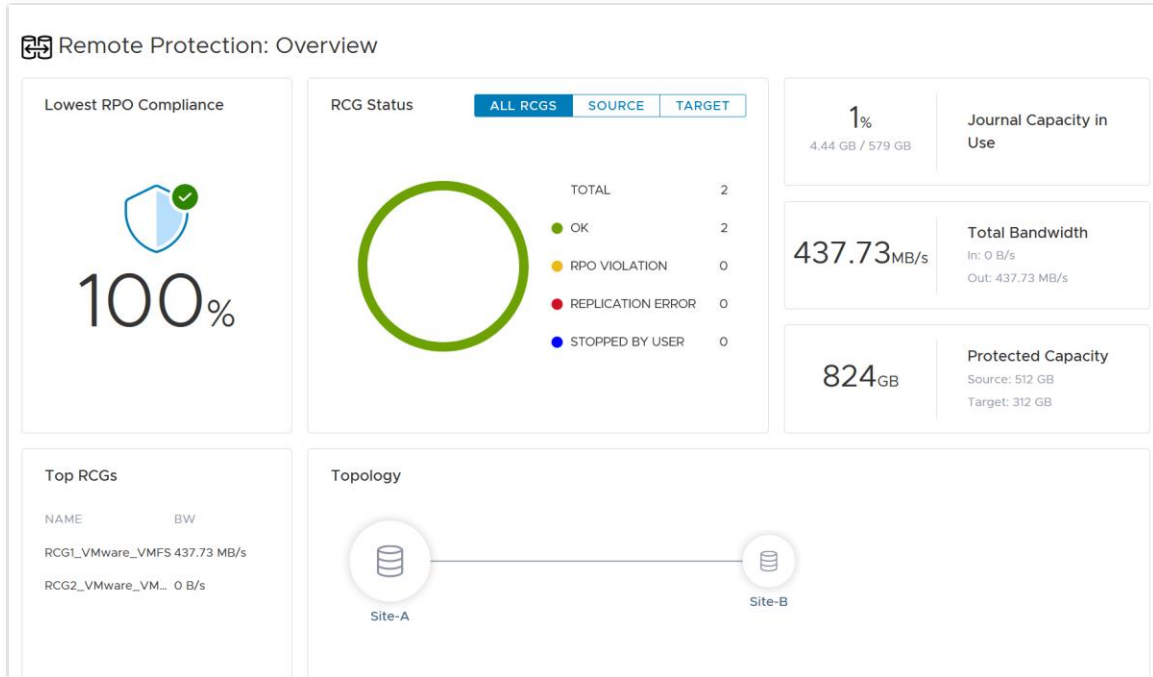 Remote Protection: Overview
Lowest RPO Compliance
100%
RCG Status
ALL RCGS SOURCE TARGET
TOTAL 2
OK 2
RPO VIOLATION 0
REPLICATION ERROR 0
STOPPED BY USER 0
1%
4.44 GB / 579 GB
Journal Capacity in
Use
437.73MB/s
Total Bandwidth
In: 0 B/s
Out: 437.73 MB/s
824GB
Protected Capacity
Source: 512 GB
Target: 312 GB
Top RCGs
NAME BW
RCG1_VMware_VMFS 437.73 MB/s
RCG2_VMware_VM... 0 B/s
Topology
Site-A
Site-B